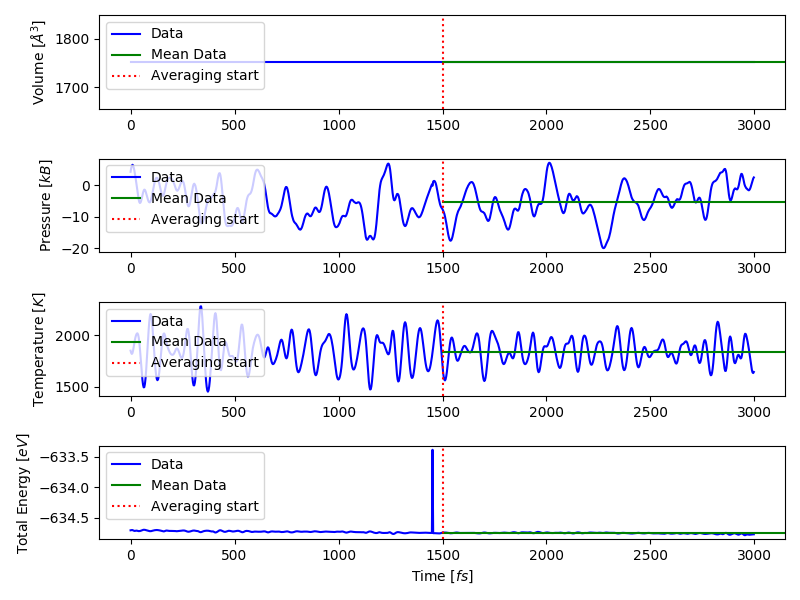 Volume [Å³]
1800
1700
Data
Mean Data
Averaging start
0 500 1000 1500 2000 2500 3000
Pressure [kB]
0
−10
−20
Data
Mean Data
Averaging start
0 500 1000 1500 2000 2500 3000
Temperature [K]
2000
1500
Data
Mean Data
Averaging start
0 500 1000 1500 2000 2500 3000
Total Energy [eV]
−633.5
−634.0
−634.5
Data
Mean Data
Averaging start
0 500 1000 1500 2000 2500 3000
Time [fs]